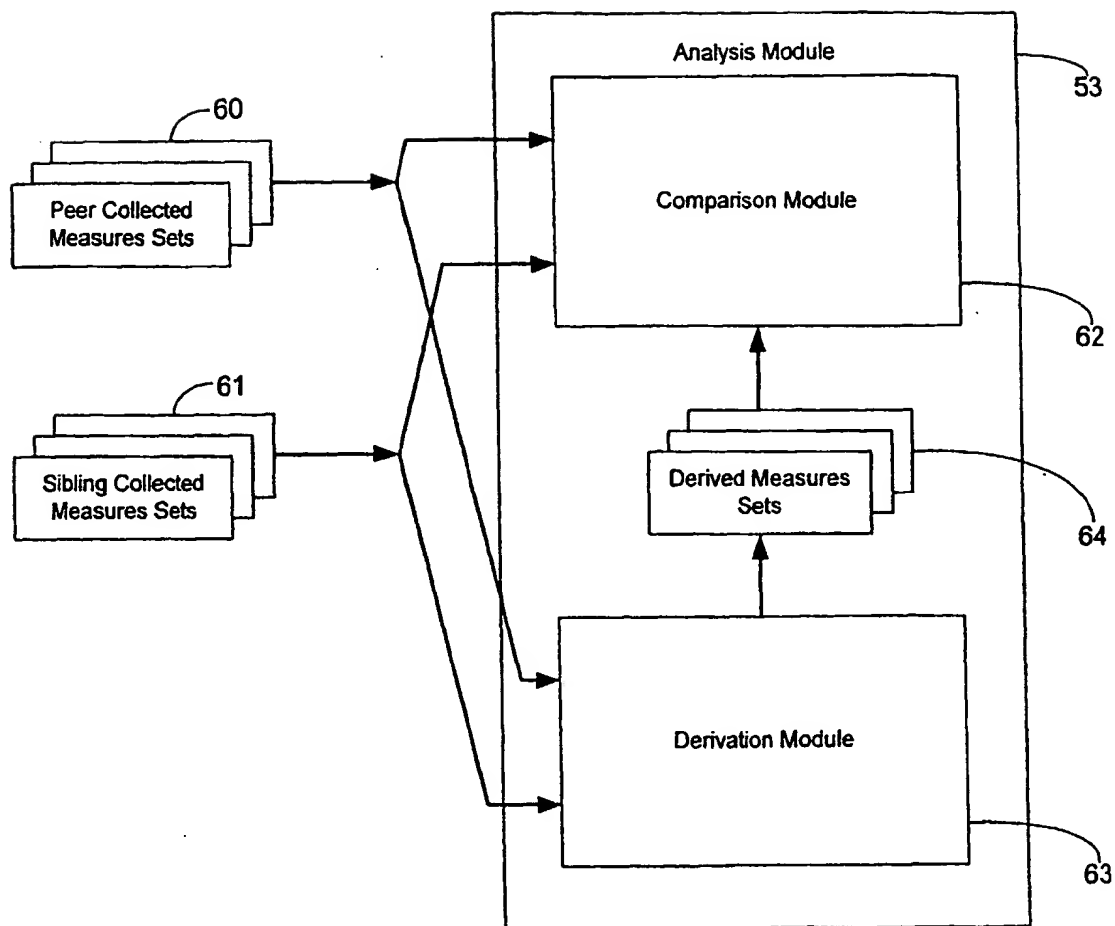 Analysis Module
53
60
Peer Collected
Measures Sets
Comparison Module
62
61
Sibling Collected
Measures Sets
Derived Measures
Sets
64
Derivation Module
63